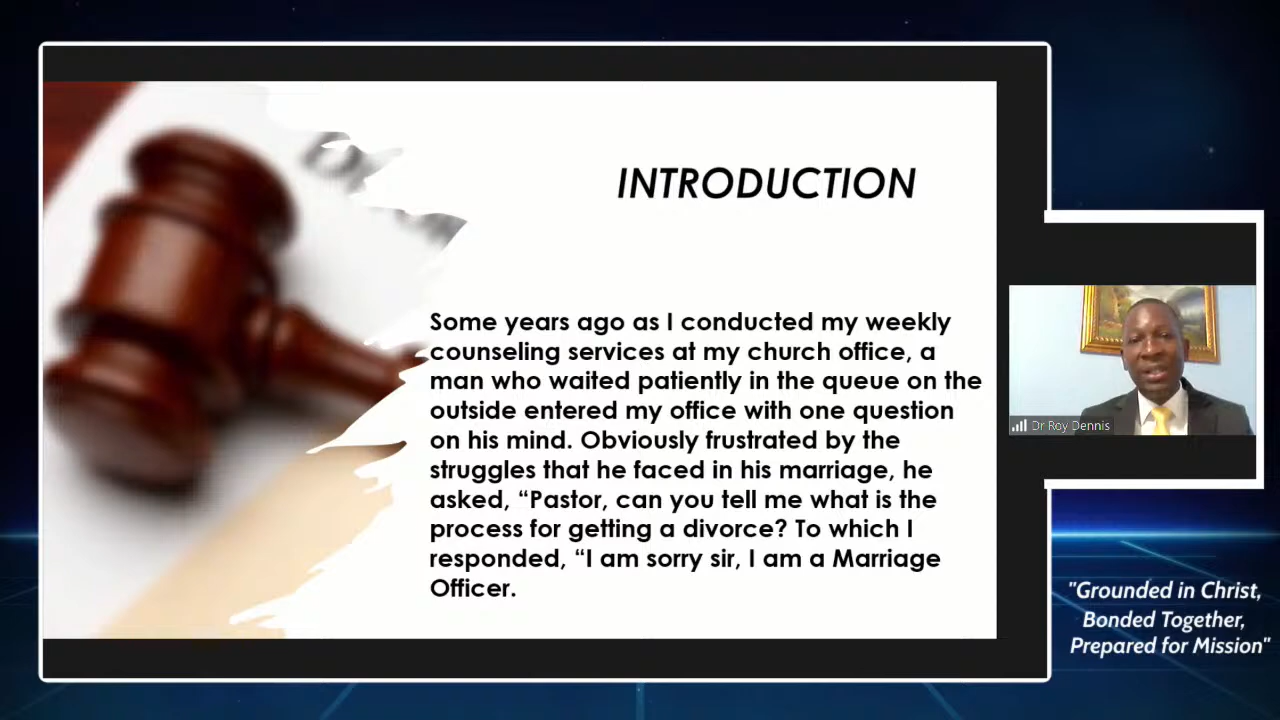 INTRODUCTION
Some years ago as I conducted my weekly
counseling services at my church office, a
man who waited patiently in the queue on the
outside entered my office with one question
on his mind. Obviously frustrated by the
struggles that he faced in his marriage, he
asked, “Pastor, can you tell me what is the
process for getting a divorce? To which I
responded, “I am sorry sir, I am a Marriage
Officer.
Dr Roy Dennis
"Grounded in Christ,
Bonded Together,
Prepared for Mission"